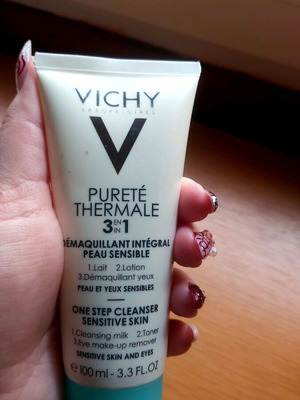 VICHY
LABORATOIRES
V
PURETÉ
THERMALE
3 EN IN 1
DÉMAQUILLANT INTÉGRAL
PEAU SENSIBLE
1.Lait 2.Lotion
3.Démaquillant yeux
PEAU ET YEUX SENSIBLES
ONE STEP CLEANSER
SENSITIVE SKIN
1.Cleansing milk 2.Toner
3.Eye make-up remover
SENSITIVE SKIN AND EYES
e 100 ml - 3.3 FL.OZ